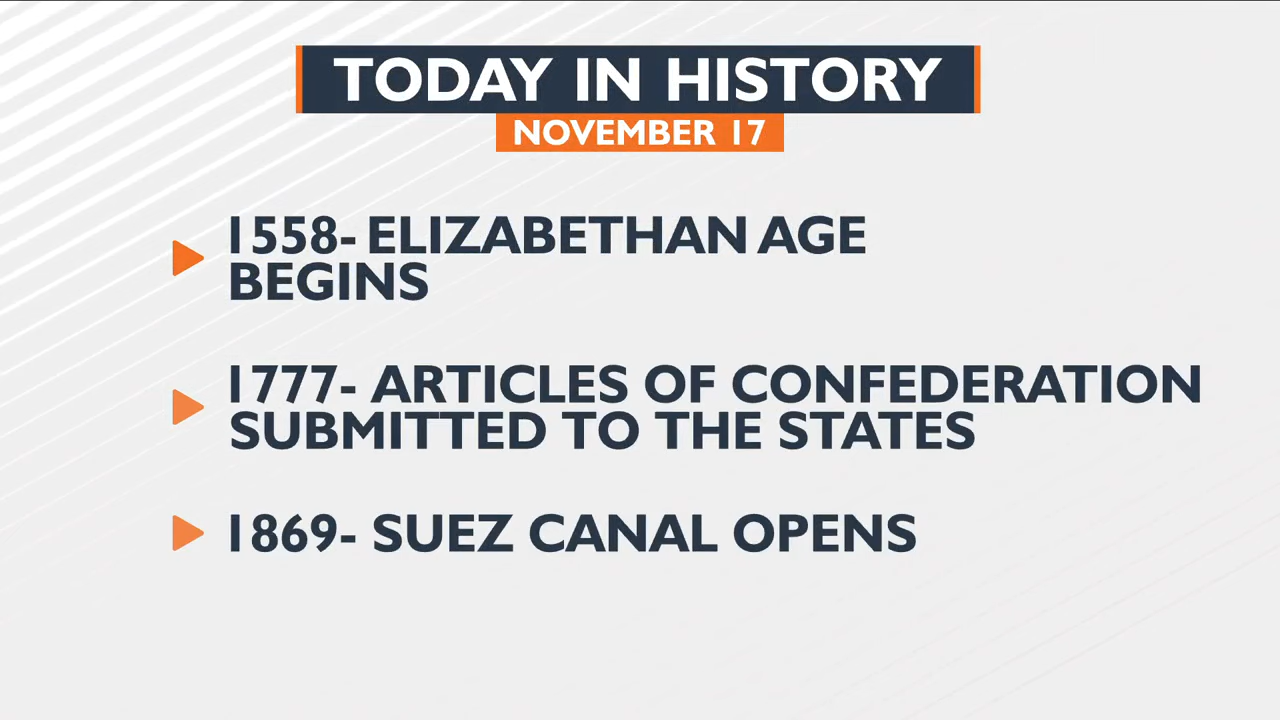 TODAY IN HISTORY
NOVEMBER 17
1558- ELIZABETHAN AGE
BEGINS
1777- ARTICLES OF CONFEDERATION
SUBMITTED TO THE STATES
1869- SUEZ CANAL OPENS